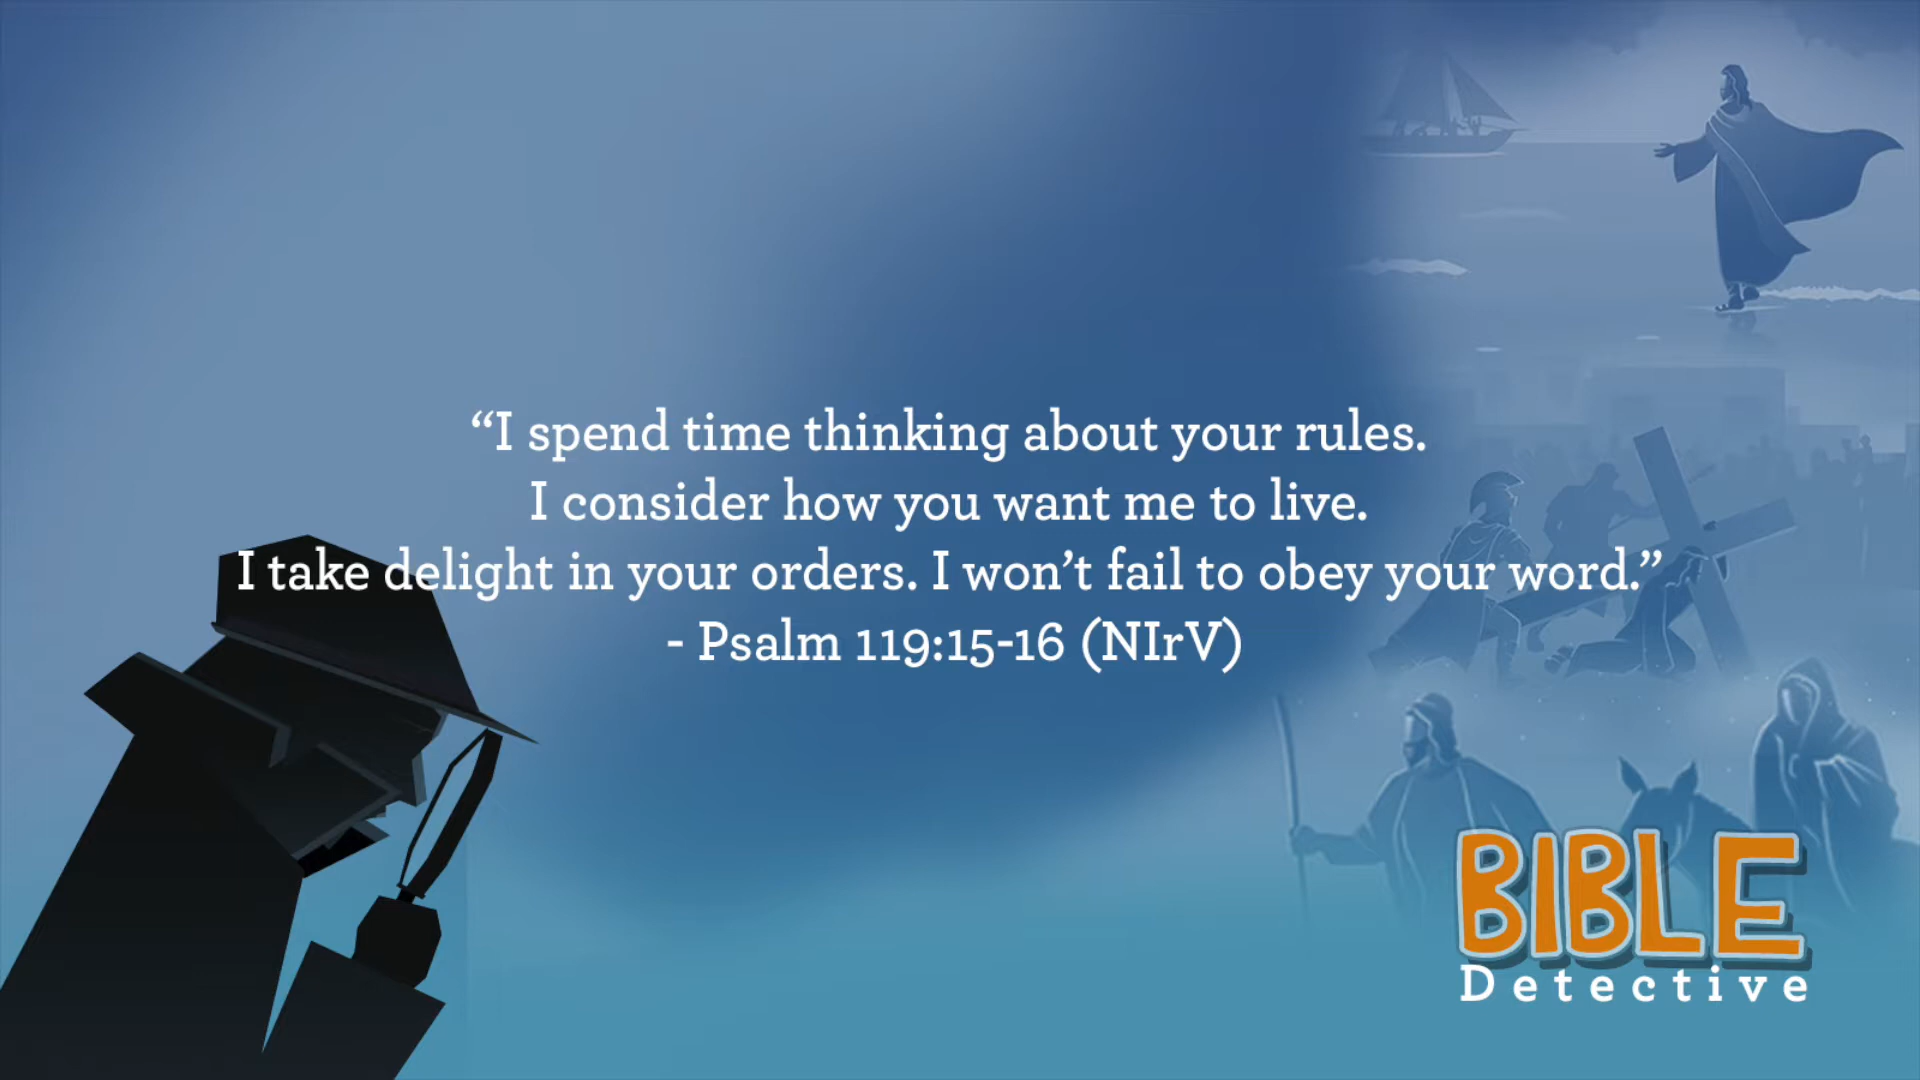 “I spend time thinking about your rules.
I consider how you want me to live.
I take delight in your orders. I won’t fail to obey your word.”
- Psalm 119:15-16 (NIrV)
BIBLE
Detective